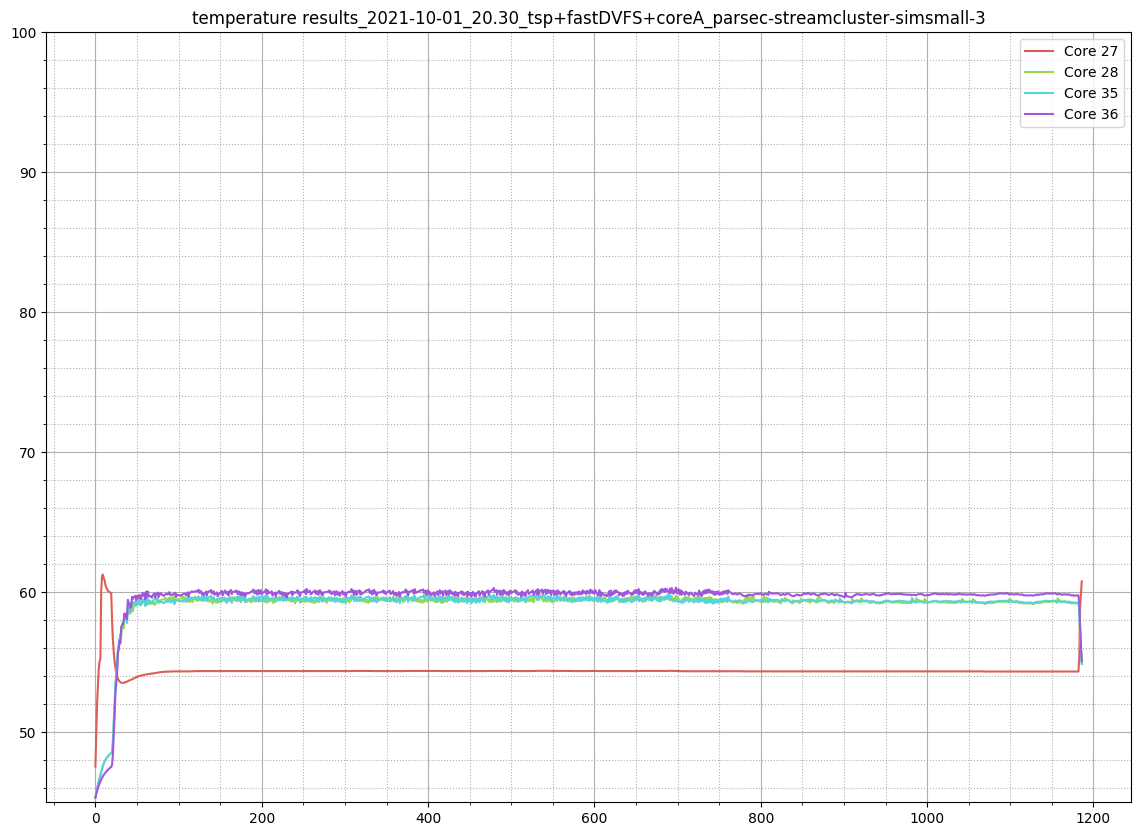 temperature results_2021-10-01_20.30_tsp+fastDVFS+coreA_parsec-streamcluster-simsmall-3
100
90
80
70
60
50
Core 27
Core 28
Core 35
Core 36
0 200 400 600 800 1000 1200